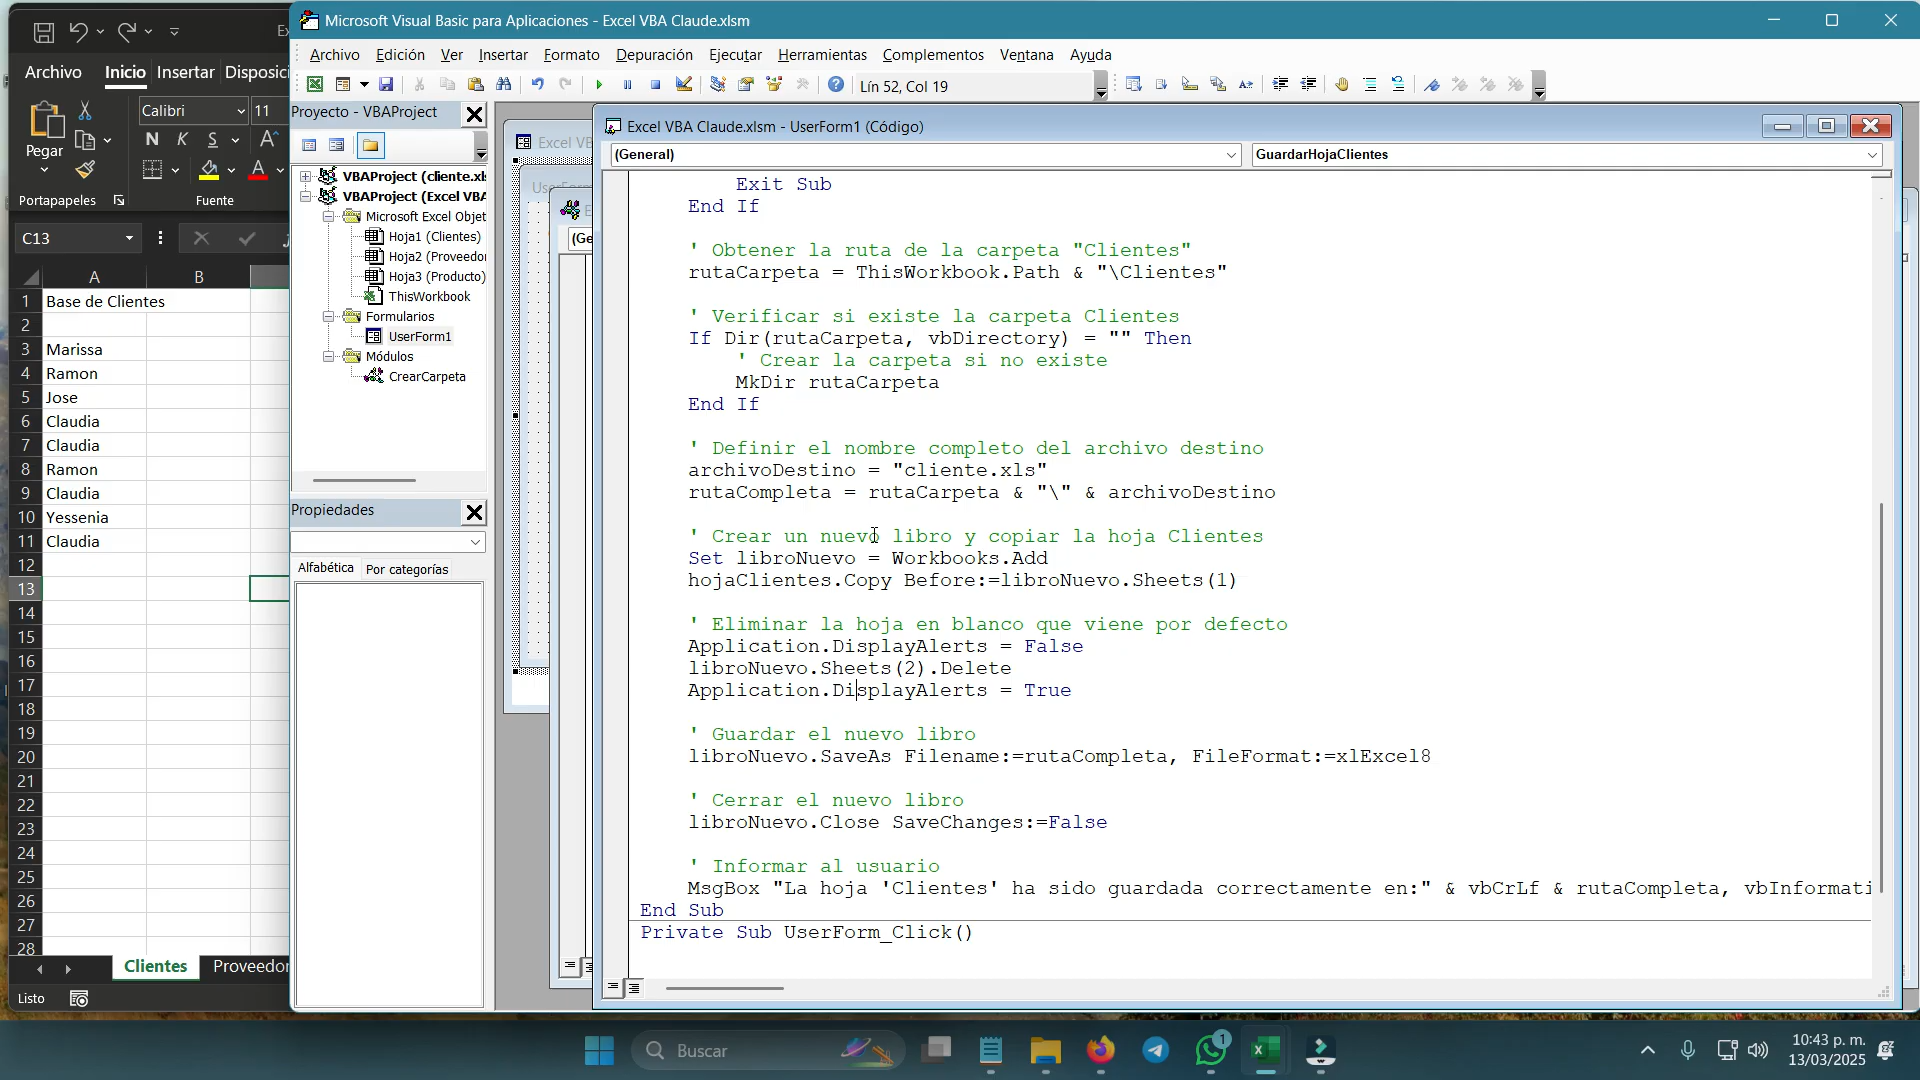 Microsoft Visual Basic para Aplicaciones - Excel VBA Claude.xlsm
Archivo Edición Ver Insertar Formato Depuración Ejecutar Herramientas Complementos Ventana Ayuda
Lín 52, Col 19
Archivo Inicio Insertar Disposici
Calibri 11
Pegar
N K S A
A
Portapapeles Fuente
C13
A B
1 Base de Clientes
2
3 Marissa
4 Ramon
5 Jose
6 Claudia
7 Claudia
8 Ramon
9 Claudia
10 Yessenia
11 Claudia
12
13
14
15
16
17
18
19
20
21
22
23
24
25
26
27
28
Clientes Proveedor
Listo
Proyecto - VBAProject
VBAProject (cliente.xl
VBAProject (Excel VBA
Microsoft Excel Objet
Hoja1 (Clientes)
Hoja2 (Proveedo
Hoja3 (Producto)
ThisWorkbook
Formularios
UserForm1
Módulos
CrearCarpeta
Propiedades
Alfabética Por categorías
Excel VB
UserForm
(Ge
Excel VBA Claude.xlsm - UserForm1 (Código)
(General) GuardarHojaClientes
Exit Sub
End If
' Obtener la ruta de la carpeta "Clientes"
rutaCarpeta = ThisWorkbook.Path & "\Clientes"
' Verificar si existe la carpeta Clientes
If Dir(rutaCarpeta, vbDirectory) = "" Then
' Crear la carpeta si no existe
MkDir rutaCarpeta
End If
' Definir el nombre completo del archivo destino
archivoDestino = "cliente.xls"
rutaCompleta = rutaCarpeta & "\" & archivoDestino
' Crear un nuevo libro y copiar la hoja Clientes
Set libroNuevo = Workbooks.Add
hojaClientes.Copy Before:=libroNuevo.Sheets(1)
' Eliminar la hoja en blanco que viene por defecto
Application.DisplayAlerts = False
libroNuevo.Sheets(2).Delete
Application.DisplayAlerts = True
' Guardar el nuevo libro
libroNuevo.SaveAs Filename:=rutaCompleta, FileFormat:=xlExcel8
' Cerrar el nuevo libro
libroNuevo.Close SaveChanges:=False
' Informar al usuario
MsgBox "La hoja 'Clientes' ha sido guardada correctamente en:" & vbCrLf & rutaCompleta, vbInformati
End Sub
Private Sub UserForm_Click()
Buscar
1
10:43 p. m.
13/03/2025